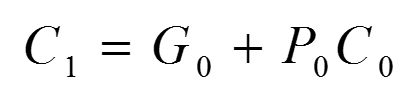 C₁ = G₀ + P₀C₀